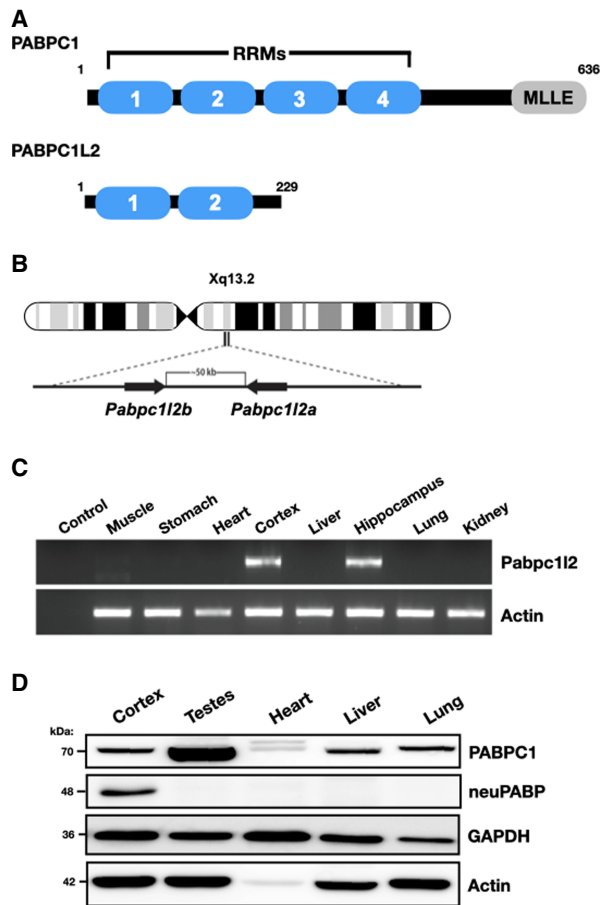 A
PABPC1
RRMs
1
636
1 2 3 4 MLLE
PABPC1L2
1
229
1 2
B
Xq13.2
~50 kb
Pabpc1l2b Pabpc1l2a
C
Control Muscle Stomach Heart Cortex Liver Hippocampus Lung Kidney
Pabpc1l2
Actin
D
Cortex Testes Heart Liver Lung
kDa:
70 PABPC1
48 neuPABP
36 GAPDH
42 Actin